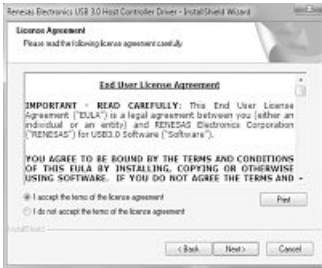 Renesas Electronics USB 3.0 Host Controller Driver - InstallShield Wizard
License Agreement
Please read the following license agreement carefully.
End User License Agreement
IMPORTANT - READ CAREFULLY: This End User License
Agreement ("EULA") is a legal agreement between you (either an
individual or an entity) and RENESAS Electronics Corporation
("RENESAS") for USB3.0 Software ("Software").
YOU AGREE TO BE BOUND BY THE TERMS AND CONDITIONS
OF THIS EULA BY INSTALLING, COPYING OR OTHERWISE
USING SOFTWARE. IF YOU DO NOT AGREE THE TERMS AND
I accept the terms of the license agreement
Print
I do not accept the terms of the license agreement
InstallShield
< Back
Next >
Cancel